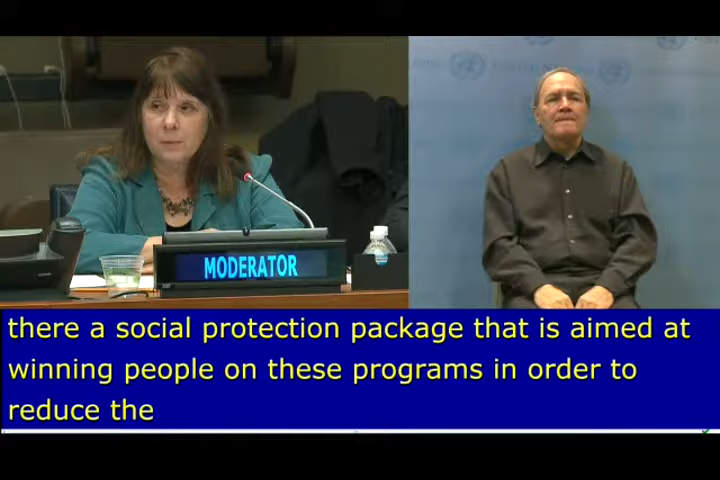 MODERATOR
there a social protection package that is aimed at
winning people on these programs in order to
reduce the